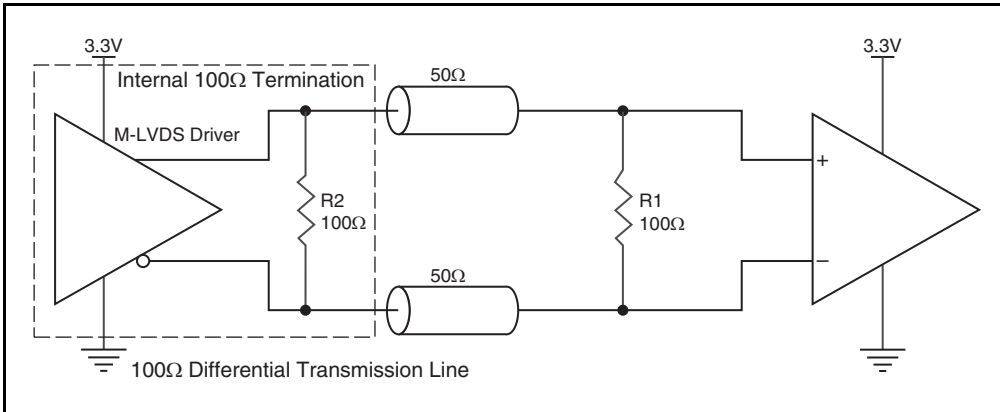 3.3V
3.3V
Internal 100Ω Termination
50Ω
M-LVDS Driver
+
R2
100Ω
R1
100Ω
−
50Ω
100Ω Differential Transmission Line